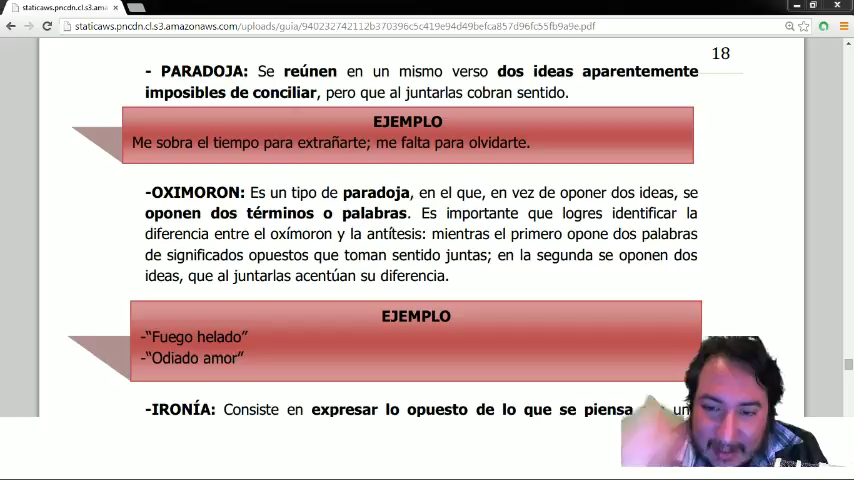 staticaws.pncdn.cl.s3.am
staticaws.pncdn.cl.s3.amazonaws.com/uploads/guia/940232742112b370396c5c419e94d49befca857d96fc55fb9a9e.pdf
18
- PARADOJA: Se reúnen en un mismo verso dos ideas aparentemente
imposibles de conciliar, pero que al juntarlas cobran sentido.
EJEMPLO
Me sobra el tiempo para extrañarte; me falta para olvidarte.
-OXIMORON: Es un tipo de paradoja, en el que, en vez de oponer dos ideas, se
oponen dos términos o palabras. Es importante que logres identificar la
diferencia entre el oxímoron y la antítesis: mientras el primero opone dos palabras
de significados opuestos que toman sentido juntas; en la segunda se oponen dos
ideas, que al juntarlas acentúan su diferencia.
EJEMPLO
-“Fuego helado”
-“Odiado amor”
-IRONÍA: Consiste en expresar lo opuesto de lo que se piensa un